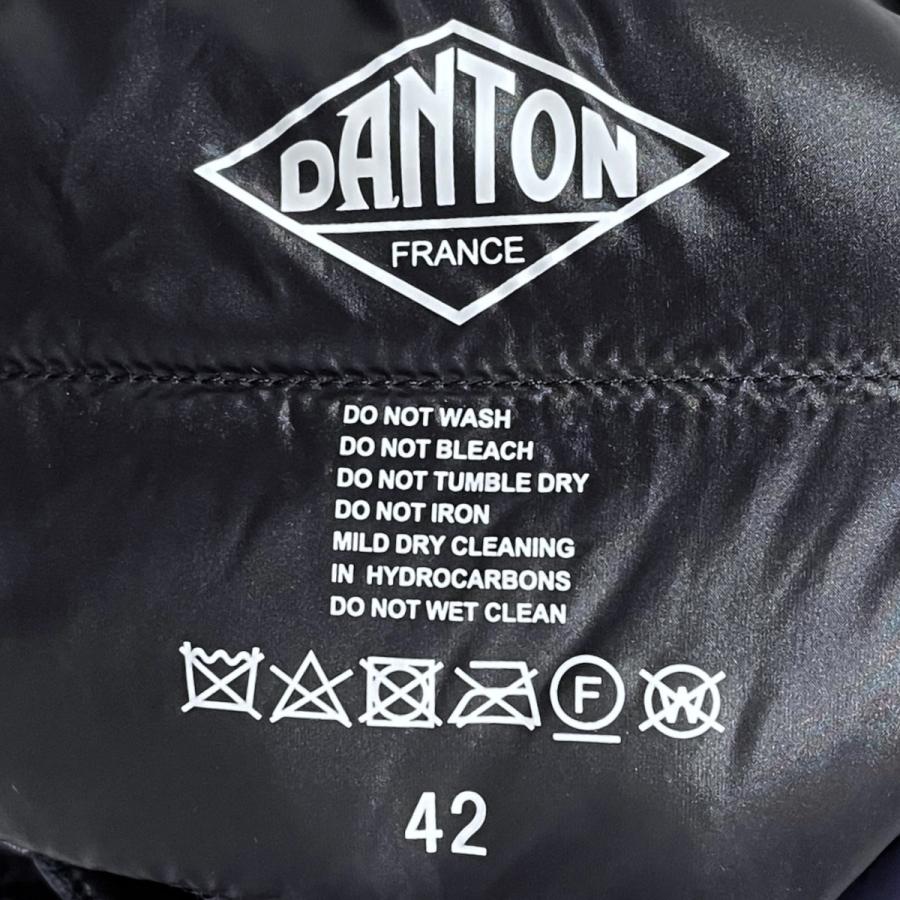 DANTON
FRANCE
DO NOT WASH
DO NOT BLEACH
DO NOT TUMBLE DRY
DO NOT IRON
MILD DRY CLEANING
IN HYDROCARBONS
DO NOT WET CLEAN
F W
42